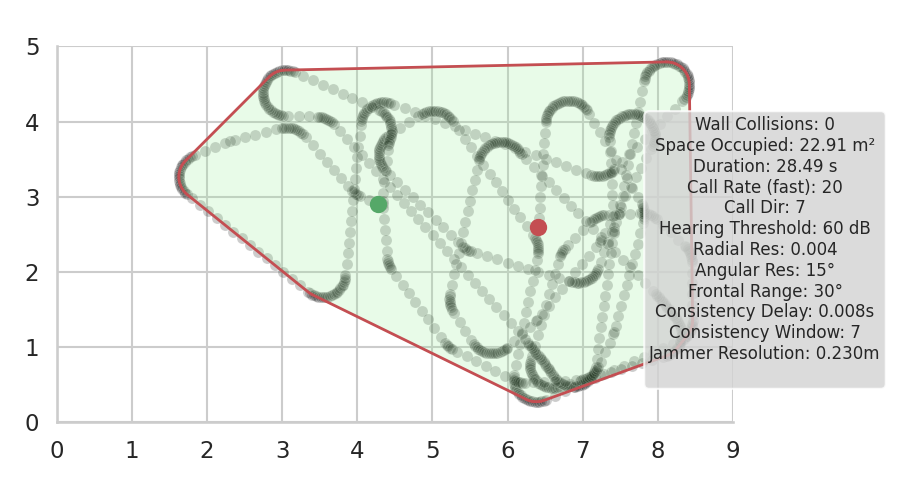 5
4
3
2
1
0
0 1 2 3 4 5 6 7 8 9
Wall Collisions: 0
Space Occupied: 22.91 m²
Duration: 28.49 s
Call Rate (fast): 20
Call Dir: 7
Hearing Threshold: 60 dB
Radial Res: 0.004
Angular Res: 15°
Frontal Range: 30°
Consistency Delay: 0.008s
Consistency Window: 7
Jammer Resolution: 0.230m